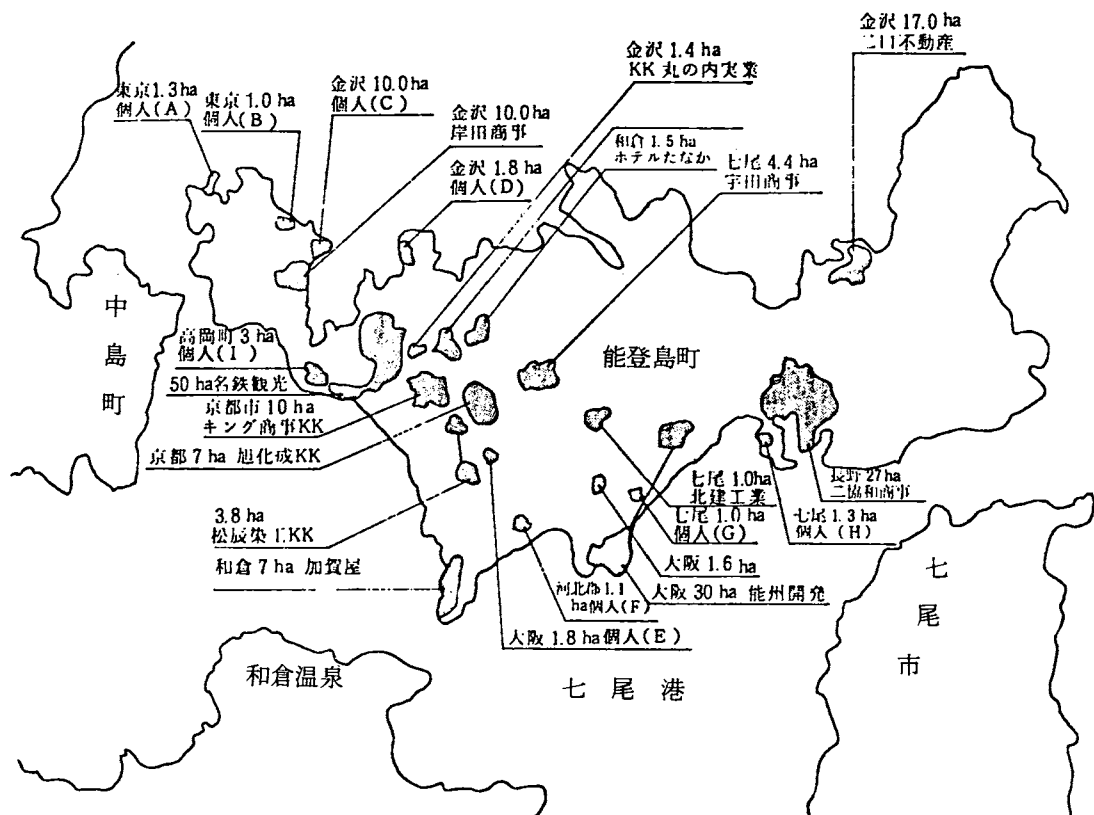 金沢 17.0 ha
不動産
金沢 1.4 ha
KK 丸の内実業
東京 1.3 ha
個人(A)
東京 1.0 ha
個人(B)
金沢 10.0 ha
個人(C)
金沢 10.0 ha
岸田商事
和倉 1.5 ha
ホテルたなか
金沢 1.8 ha
個人(D)
七尾 4.4 ha
宇田商事
中島町
能登島町
高岡町 3 ha
個人(I)
50 ha 名鉄観光
京都市 10 ha
キング商事KK
京都 7 ha 旭化成KK
3.8 ha
松辰染工KK
和倉 7 ha 加賀屋
七尾 1.0 ha
北建工業
七尾 1.0 ha
個人(G)
長野 27 ha
協和商事
七尾 1.3 ha
個人(H)
大阪 1.6 ha
河北郡 1.1
ha 個人(F)
大阪 30 ha 能州開発
大阪 1.8 ha 個人(E)
和倉温泉
七尾港
七尾市